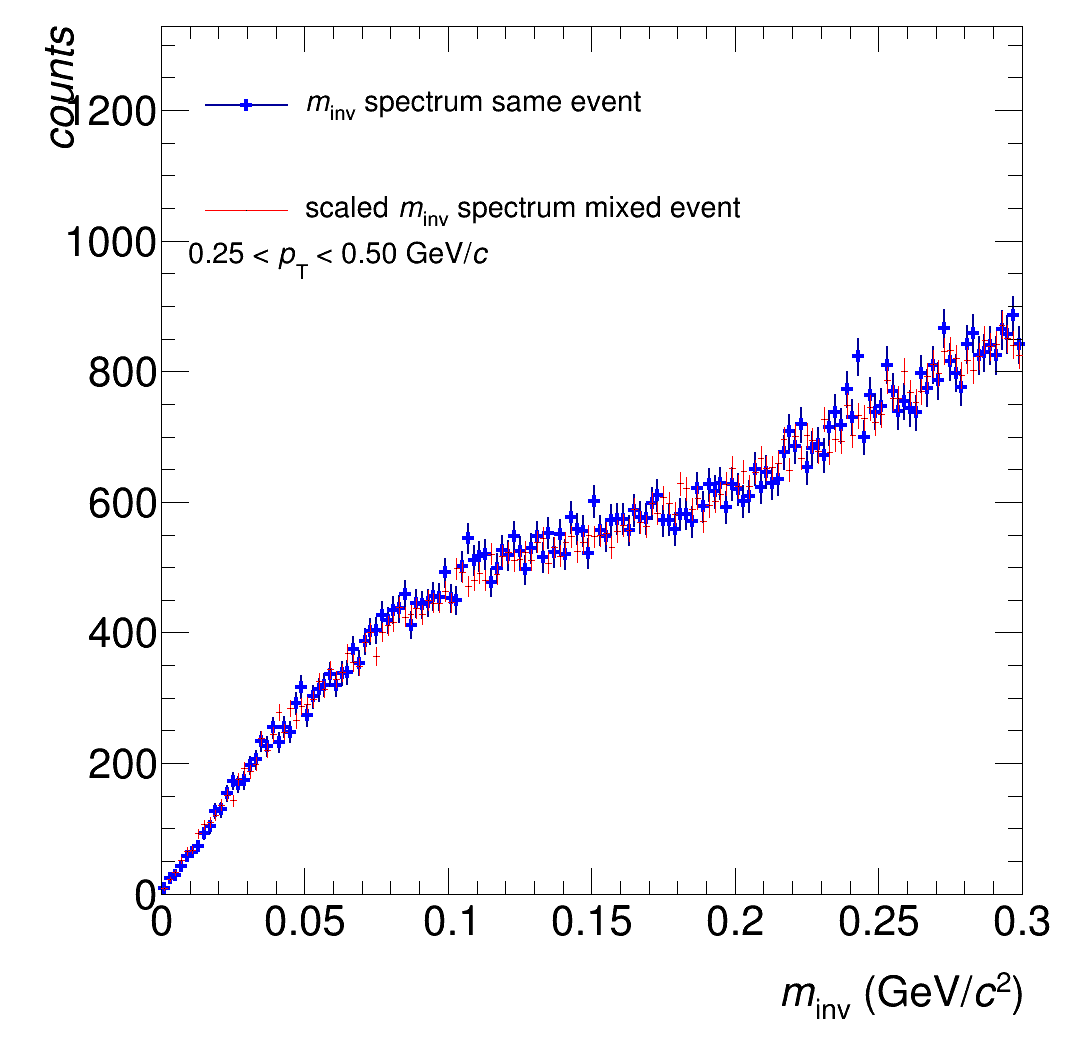 counts
1200
1000
800
600
400
200
0
m_inv spectrum same event
scaled m_inv spectrum mixed event
0.25 < p_T < 0.50 GeV/c
0 0.05 0.1 0.15 0.2 0.25 0.3
m_inv (GeV/c²)